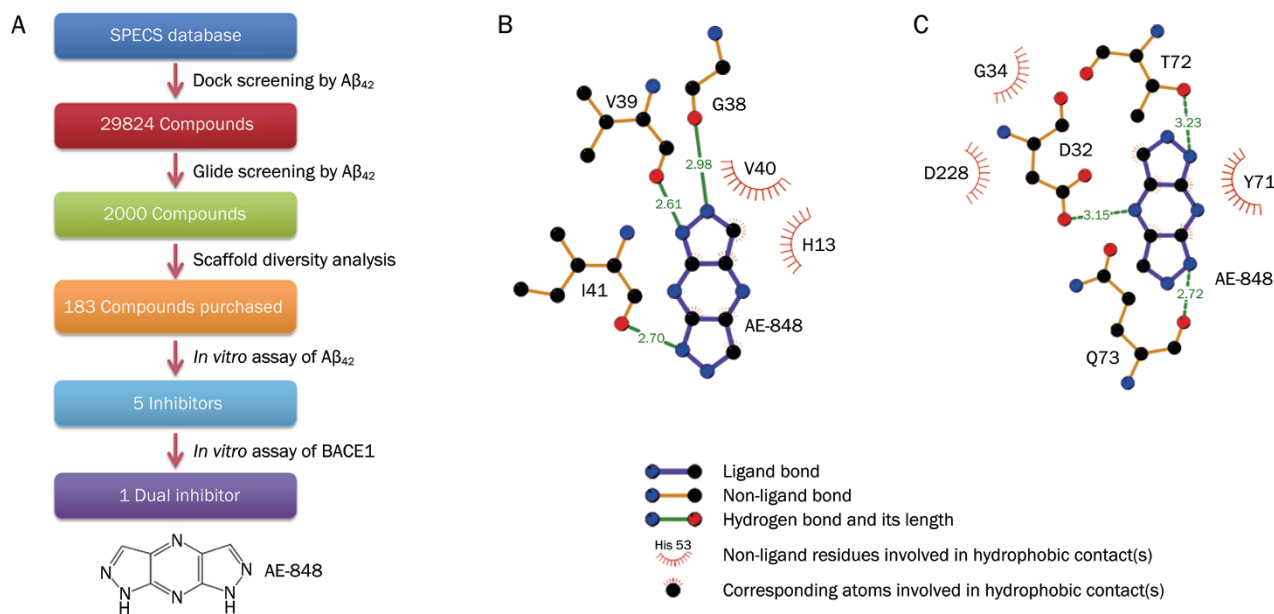 A
SPECS database
Dock screening by Aβ₄₂
29824 Compounds
Glide screening by Aβ₄₂
2000 Compounds
Scaffold diversity analysis
183 Compounds purchased
In vitro assay of Aβ₄₂
5 Inhibitors
In vitro assay of BACE1
1 Dual inhibitor
N
N
N
N
H
N
N
H
AE-848
B
V39
G38
2.98
V40
2.61
H13
I41
AE-848
2.70
C
T72
G34
3.23
D32
D228
Y71
3.15
AE-848
2.72
Q73
Ligand bond
Non-ligand bond
Hydrogen bond and its length
His 53
Non-ligand residues involved in hydrophobic contact(s)
Corresponding atoms involved in hydrophobic contact(s)